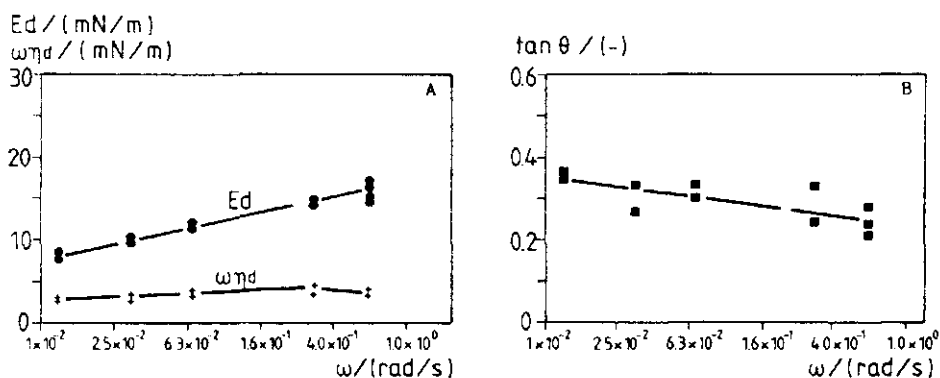 Ed / (mN/m)
ωηd / (mN/m)
30
20
10
0
A
Ed
ωηd
1×10⁻² 2.5×10⁻² 6.3×10⁻² 1.6×10⁻¹ 4.0×10⁻¹ 10×10⁰
ω/(rad/s)
tan θ / (-)
0.6
0.4
0.2
0
B
1×10⁻² 2.5×10⁻² 6.3×10⁻² 1.6×10⁻¹ 4.0×10⁻¹ 10×10⁰
ω/(rad/s)